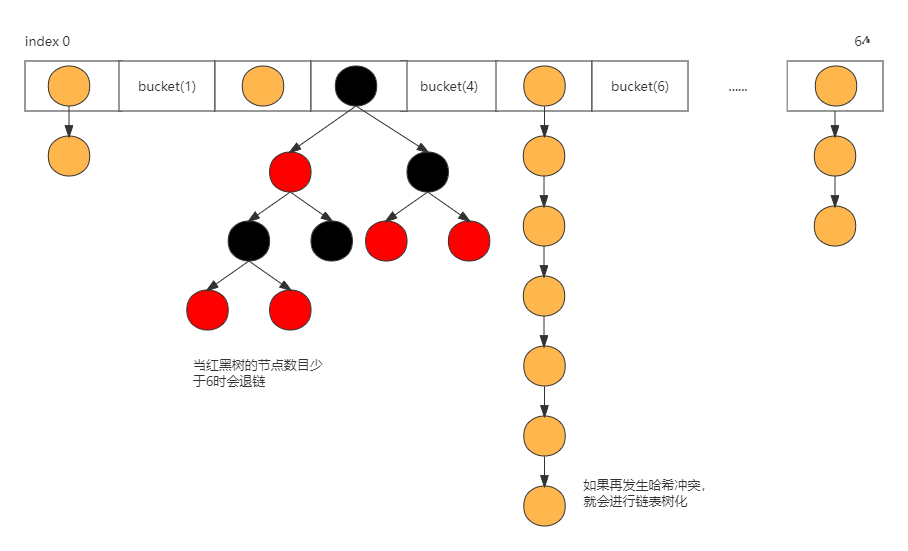 index 0
bucket(1)
bucket(4)
bucket(6)
......
当红黑树的节点数目少
于6时会退链
如果再发生哈希冲突，
就会进行链表树化